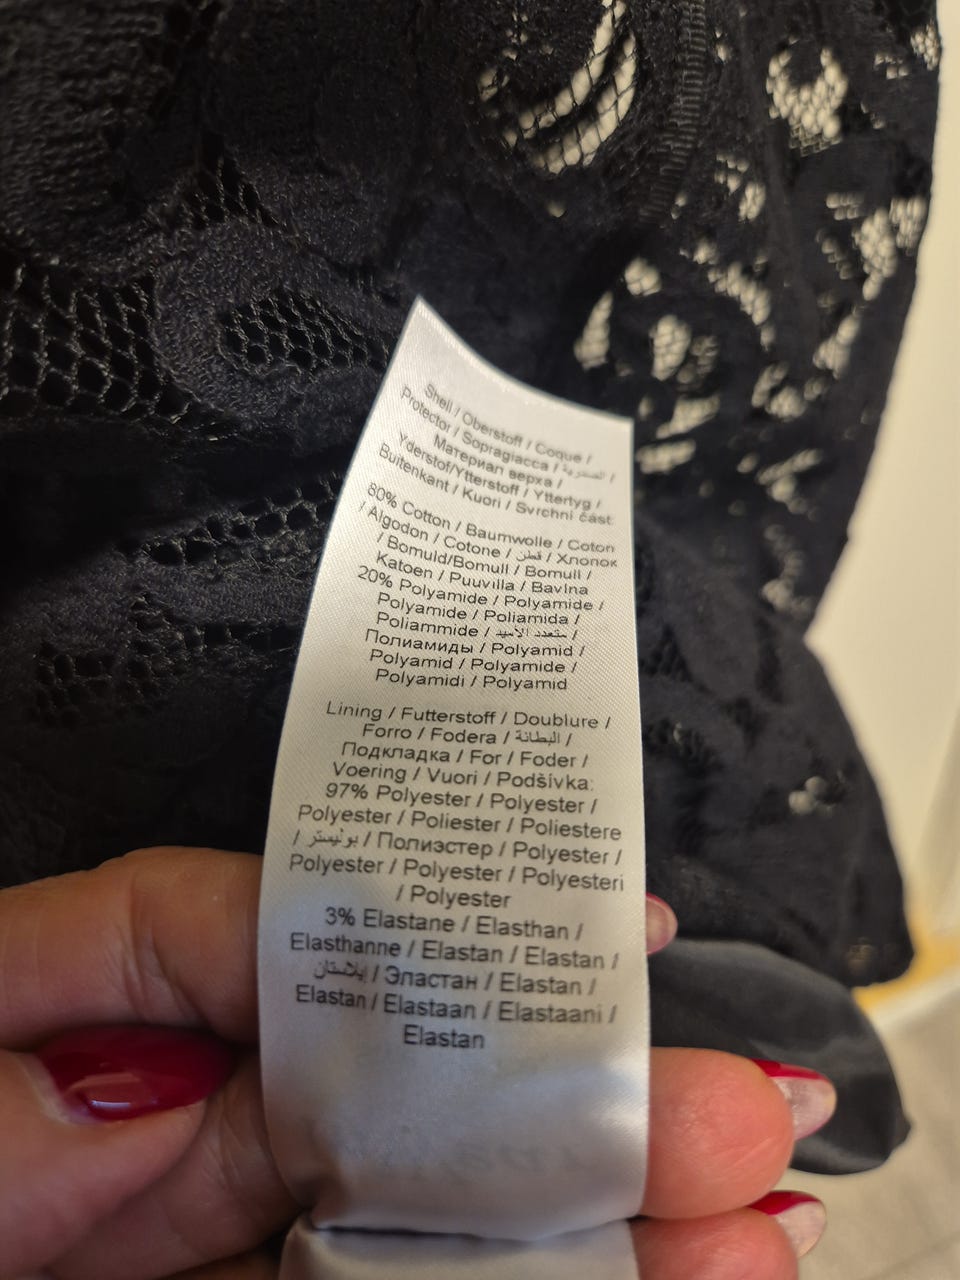 Shell / Oberstoff / Coque /
Protector / Sopragiacca / الصدرية /
Материал верха /
Yderstof/Ytterstoff / Yttertyg /
Buitenkant / Kuori / Svrchní část:
80% Cotton / Baumwolle / Coton
/ Algodon / Cotone / قطن / Хлопок
/ Bomuld/Bomull / Bomull /
Katoen / Puuvilla / Bavlna
20% Polyamide / Polyamide /
Polyamide / Poliamida /
Poliammide / متعدد الأميد /
Полиамиды / Polyamid /
Polyamid / Polyamide /
Polyamidi / Polyamid
Lining / Futterstoff / Doublure /
Forro / Fodera / البطانة /
Подкладка / For / Foder /
Voering / Vuori / Podšívka:
97% Polyester / Polyester /
Polyester / Poliester / Poliestere
/ بوليستر / Полиэстер / Polyester /
Polyester / Polyester / Polyesteri
/ Polyester
3% Elastane / Elasthan /
Elasthanne / Elastan / Elastan /
إيلاستان / Эластан / Elastan /
Elastan / Elastaan / Elastaani /
Elastan